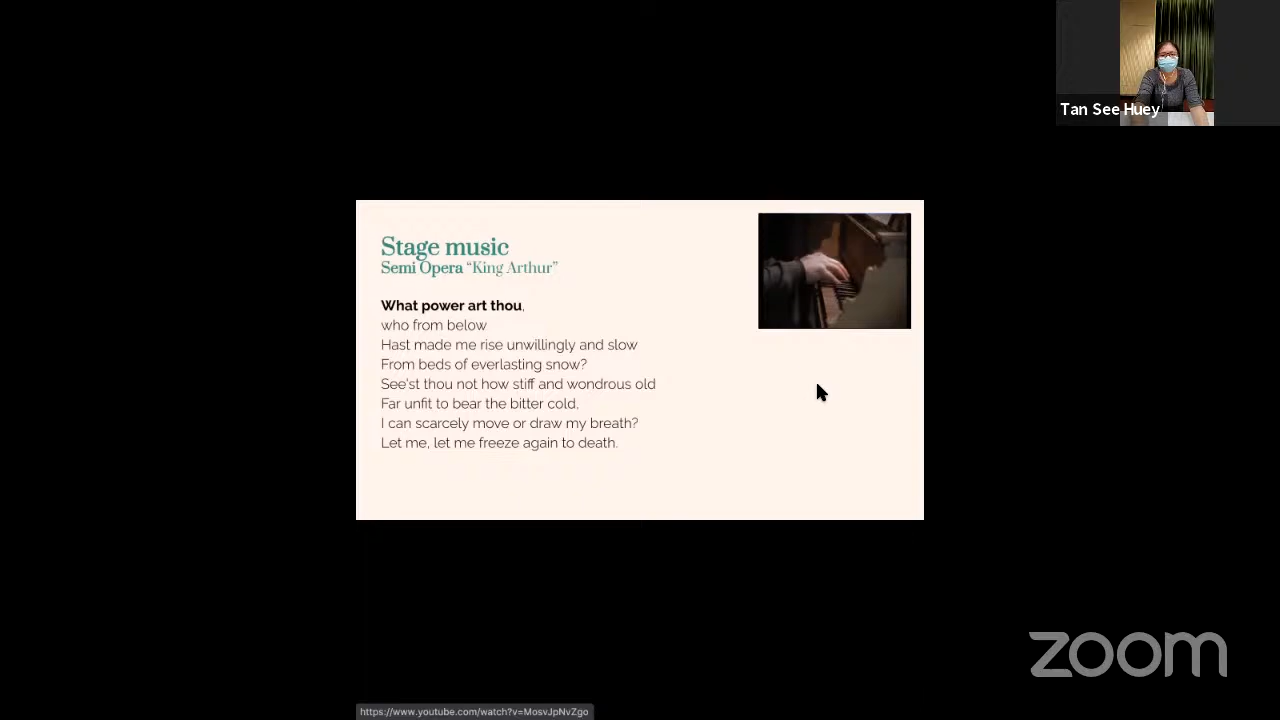 Tan See Huey
Stage music
Semi Opera “King Arthur”
What power art thou,
who from below
Hast made me rise unwillingly and slow
From beds of everlasting snow?
See'st thou not how stiff and wondrous old
Far unfit to bear the bitter cold,
I can scarcely move or draw my breath?
Let me, let me freeze again to death.
zoom
https://www.youtube.com/watch?v=MosvJpNvZgo